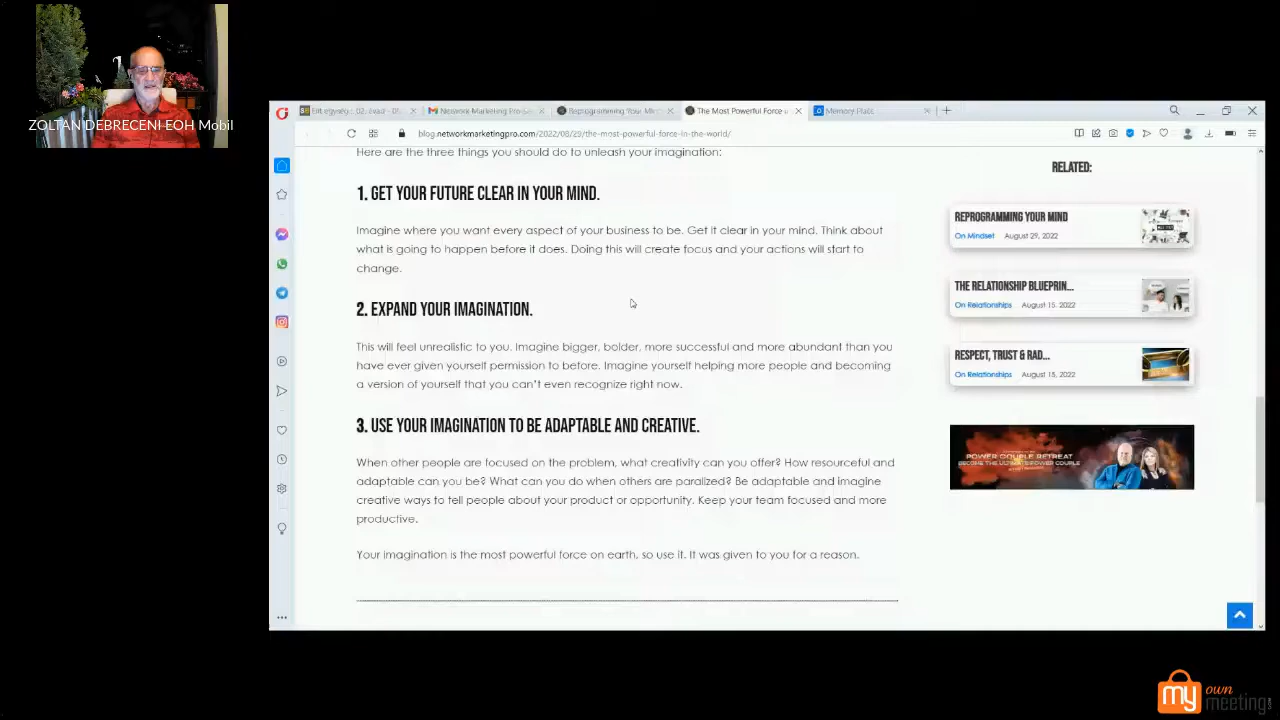 ZOLTAN DEBRECENI EOH Mobil
Network Marketing Pro
Reprogramming Your Mi
The Most Powerful Force
Memory Place
blog.networkmarketingpro.com/2022/08/29/the-most-powerful-force-in-the-world/
Here are the three things you should do to unleash your imagination:
1. GET YOUR FUTURE CLEAR IN YOUR MIND.
Imagine where you want every aspect of your business to be. Get it clear in your mind. Think about
what is going to happen before it does. Doing this will create focus and your actions will start to
change.
2. EXPAND YOUR IMAGINATION.
This will feel unrealistic to you. Imagine bigger, bolder, more successful and more abundant than you
have ever given yourself permission to before. Imagine yourself helping more people and becoming
a version of yourself that you can't even recognize right now.
3. USE YOUR IMAGINATION TO BE ADAPTABLE AND CREATIVE.
When other people are focused on the problem, what creativity can you offer? How resourceful and
adaptable can you be? What can you do when others are paralized? Be adaptable and imagine
creative ways to tell people about your product or opportunity. Keep your team focused and more
productive.
Your imagination is the most powerful force on earth, so use it. It was given to you for a reason.
RELATED:
REPROGRAMMING YOUR MIND
On Mindset August 29, 2022
THE RELATIONSHIP BLUEPRIN...
On Relationships August 15, 2022
RESPECT, TRUST & RAD...
On Relationships August 15, 2022
POWER COUPLE RETREAT
BECOME THE ULTIMATE POWER COUPLE
my own
meeting